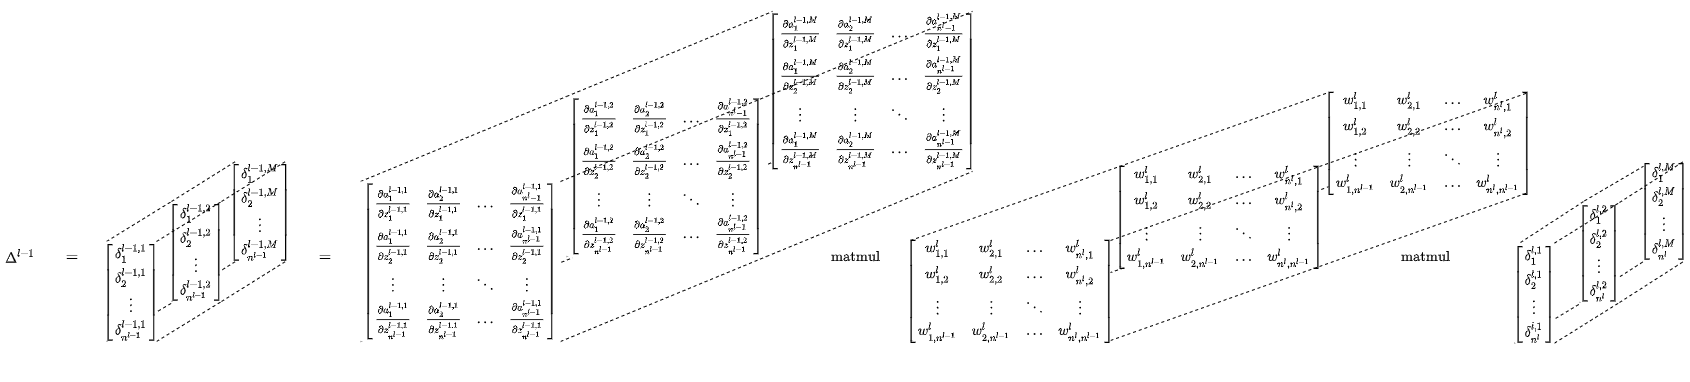 $\Delta^{l-1} = \begin{bmatrix} \delta_1^{l-1,1} \\ \delta_2^{l-1,1} \\ \vdots \\ \delta_{n^{l-1}}^{l-1,1} \end{bmatrix} \begin{bmatrix} \delta_1^{l-1,2} \\ \delta_2^{l-1,2} \\ \vdots \\ \delta_{n^{l-1}}^{l-1,2} \end{bmatrix} \begin{bmatrix} \delta_1^{l-1,M} \\ \delta_2^{l-1,M} \\ \vdots \\ \delta_{n^{l-1}}^{l-1,M} \end{bmatrix}$
$= \begin{bmatrix} \frac{\partial a_1^{l-1,1}}{\partial z_1^{l-1,1}} & \frac{\partial a_2^{l-1,1}}{\partial z_1^{l-1,1}} & \dots & \frac{\partial a_{n^{l-1}}^{l-1,1}}{\partial z_1^{l-1,1}} \\ \frac{\partial a_1^{l-1,1}}{\partial z_2^{l-1,1}} & \frac{\partial a_2^{l-1,1}}{\partial z_2^{l-1,1}} & \dots & \frac{\partial a_{n^{l-1}}^{l-1,1}}{\partial z_2^{l-1,1}} \\ \vdots & \vdots & \ddots & \vdots \\ \frac{\partial a_1^{l-1,1}}{\partial z_{n^{l-1}}^{l-1,1}} & \frac{\partial a_2^{l-1,1}}{\partial z_{n^{l-1}}^{l-1,1}} & \dots & \frac{\partial a_{n^{l-1}}^{l-1,1}}{\partial z_{n^{l-1}}^{l-1,1}} \end{bmatrix}$
$\begin{bmatrix} \frac{\partial a_1^{l-1,2}}{\partial z_1^{l-1,2}} & \frac{\partial a_2^{l-1,2}}{\partial z_1^{l-1,2}} & \dots & \frac{\partial a_{n^{l-1}}^{l-1,2}}{\partial z_1^{l-1,2}} \\ \frac{\partial a_1^{l-1,2}}{\partial z_2^{l-1,2}} & \frac{\partial a_2^{l-1,2}}{\partial z_2^{l-1,2}} & \dots & \frac{\partial a_{n^{l-1}}^{l-1,2}}{\partial z_2^{l-1,2}} \\ \vdots & \vdots & \ddots & \vdots \\ \frac{\partial a_1^{l-1,2}}{\partial z_{n^{l-1}}^{l-1,2}} & \frac{\partial a_2^{l-1,2}}{\partial z_{n^{l-1}}^{l-1,2}} & \dots & \frac{\partial a_{n^{l-1}}^{l-1,2}}{\partial z_{n^{l-1}}^{l-1,2}} \end{bmatrix}$
$\begin{bmatrix} \frac{\partial a_1^{l-1,M}}{\partial z_1^{l-1,M}} & \frac{\partial a_2^{l-1,M}}{\partial z_1^{l-1,M}} & \dots & \frac{\partial a_{n^{l-1}}^{l-1,M}}{\partial z_1^{l-1,M}} \\ \frac{\partial a_1^{l-1,M}}{\partial z_2^{l-1,M}} & \frac{\partial a_2^{l-1,M}}{\partial z_2^{l-1,M}} & \dots & \frac{\partial a_{n^{l-1}}^{l-1,M}}{\partial z_2^{l-1,M}} \\ \vdots & \vdots & \ddots & \vdots \\ \frac{\partial a_1^{l-1,M}}{\partial z_{n^{l-1}}^{l-1,M}} & \frac{\partial a_2^{l-1,M}}{\partial z_{n^{l-1}}^{l-1,M}} & \dots & \frac{\partial a_{n^{l-1}}^{l-1,M}}{\partial z_{n^{l-1}}^{l-1,M}} \end{bmatrix}$
matmul
$\begin{bmatrix} w_{1,1}^l & w_{2,1}^l & \dots & w_{n^l,1}^l \\ w_{1,2}^l & w_{2,2}^l & \dots & w_{n^l,2}^l \\ \vdots & \vdots & \ddots & \vdots \\ w_{1,n^{l-1}}^l & w_{2,n^{l-1}}^l & \dots & w_{n^l,n^{l-1}}^l \end{bmatrix}$
$\begin{bmatrix} w_{1,1}^l & w_{2,1}^l & \dots & w_{n^l,1}^l \\ w_{1,2}^l & w_{2,2}^l & \dots & w_{n^l,2}^l \\ \vdots & \vdots & \ddots & \vdots \\ w_{1,n^{l-1}}^l & w_{2,n^{l-1}}^l & \dots & w_{n^l,n^{l-1}}^l \end{bmatrix}$
$\begin{bmatrix} w_{1,1}^l & w_{2,1}^l & \dots & w_{n^l,1}^l \\ w_{1,2}^l & w_{2,2}^l & \dots & w_{n^l,2}^l \\ \vdots & \vdots & \ddots & \vdots \\ w_{1,n^{l-1}}^l & w_{2,n^{l-1}}^l & \dots & w_{n^l,n^{l-1}}^l \end{bmatrix}$
matmul
$\begin{bmatrix} \delta_1^{l,1} \\ \delta_2^{l,1} \\ \vdots \\ \delta_{n^l}^{l,1} \end{bmatrix} \begin{bmatrix} \delta_1^{l,2} \\ \delta_2^{l,2} \\ \vdots \\ \delta_{n^l}^{l,2} \end{bmatrix} \begin{bmatrix} \delta_1^{l,M} \\ \delta_2^{l,M} \\ \vdots \\ \delta_{n^l}^{l,M} \end{bmatrix}$